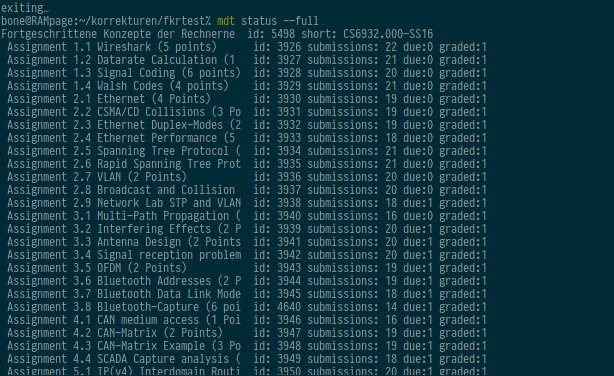 exiting…
bone@RAMpage:~/korrekturen/fkrtest% mdt status --full
Fortgeschrittene Konzepte der Rechnerne  id: 5498 short: CS6932.000-SS16
Assignment 1.1 Wireshark (5 points)      id: 3926 submissions: 22 due:0 graded:1
Assignment 1.2 Datarate Calculation (1   id: 3927 submissions: 21 due:0 graded:1
Assignment 1.3 Signal Coding (6 points)  id: 3928 submissions: 20 due:0 graded:1
Assignment 1.4 Walsh Codes (4 points)    id: 3929 submissions: 21 due:0 graded:1
Assignment 2.1 Ethernet (4 Points)       id: 3930 submissions: 19 due:0 graded:1
Assignment 2.2 CSMA/CD Collisions (3 Po  id: 3931 submissions: 19 due:0 graded:1
Assignment 2.3 Ethernet Duplex-Modes (2  id: 3932 submissions: 19 due:0 graded:1
Assignment 2.4 Ethernet Performance (5   id: 3933 submissions: 18 due:0 graded:1
Assignment 2.5 Spanning Tree Protocol (  id: 3934 submissions: 21 due:0 graded:1
Assignment 2.6 Rapid Spanning Tree Prot  id: 3935 submissions: 21 due:0 graded:1
Assignment 2.7 VLAN (2 Points)           id: 3936 submissions: 20 due:0 graded:1
Assignment 2.8 Broadcast and Collision   id: 3937 submissions: 20 due:0 graded:1
Assignment 2.9 Network Lab STP and VLAN  id: 3938 submissions: 18 due:1 graded:1
Assignment 3.1 Multi-Path Propagation (  id: 3940 submissions: 16 due:0 graded:1
Assignment 3.2 Interfering Effects (2 P  id: 3939 submissions: 20 due:1 graded:1
Assignment 3.3 Antenna Design (2 Points  id: 3941 submissions: 20 due:1 graded:1
Assignment 3.4 Signal reception problem  id: 3942 submissions: 20 due:1 graded:1
Assignment 3.5 OFDM (2 Points)           id: 3943 submissions: 19 due:1 graded:1
Assignment 3.6 Bluetooth Addresses (2 P  id: 3944 submissions: 19 due:1 graded:1
Assignment 3.7 Bluetooth Data Link Mode  id: 3945 submissions: 18 due:1 graded:1
Assignment 3.8 Bluetooth-Capture (6 poi  id: 4640 submissions: 14 due:1 graded:1
Assignment 4.1 CAN medium access (1 Poi  id: 3946 submissions: 16 due:1 graded:1
Assignment 4.2 CAN-Matrix (2 Points)     id: 3947 submissions: 19 due:1 graded:1
Assignment 4.3 CAN-Matrix Example (3 Po  id: 3948 submissions: 19 due:1 graded:1
Assignment 4.4 SCADA Capture analysis (  id: 3949 submissions: 18 due:1 graded:1
Assignment 5.1 IP(v4) Interdomain Routi  id: 3950 submissions: 20 due:1 graded:1